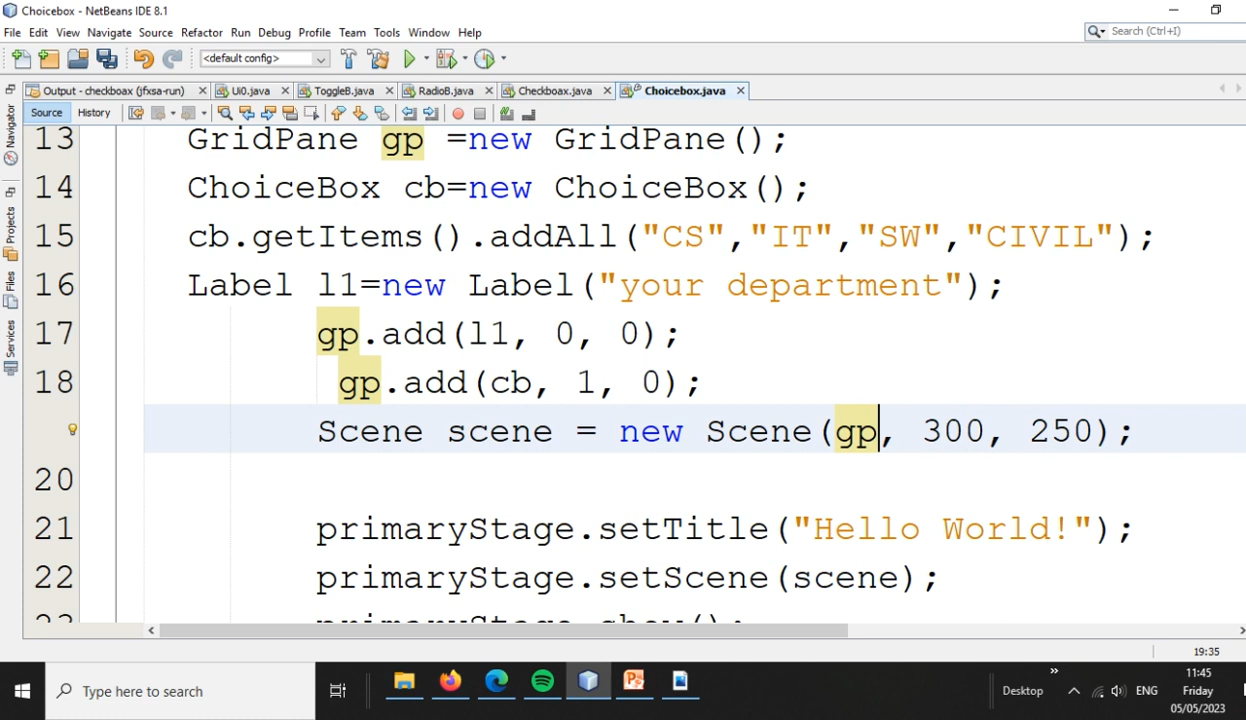 Choicebox - NetBeans IDE 8.1
File Edit View Navigate Source Refactor Run Debug Profile Team Tools Window Help
Search (Ctrl+I)
<default config>
Output - checkboax (jfxsa-run) Ui0.java ToggleB.java RadioB.java Checkboax.java Choicebox.java
Source History
Navigator
Projects
Files
Services
13 GridPane gp =new GridPane();
14 ChoiceBox cb=new ChoiceBox();
15 cb.getItems().addAll("CS","IT","SW","CIVIL");
16 Label l1=new Label("your department");
17 gp.add(l1, 0, 0);
18 gp.add(cb, 1, 0);
Scene scene = new Scene(gp, 300, 250);
20
21 primaryStage.setTitle("Hello World!");
22 primaryStage.setScene(scene);
23 primaryStage.show();
19:35
Type here to search
Desktop
ENG
11:45
Friday
05/05/2023